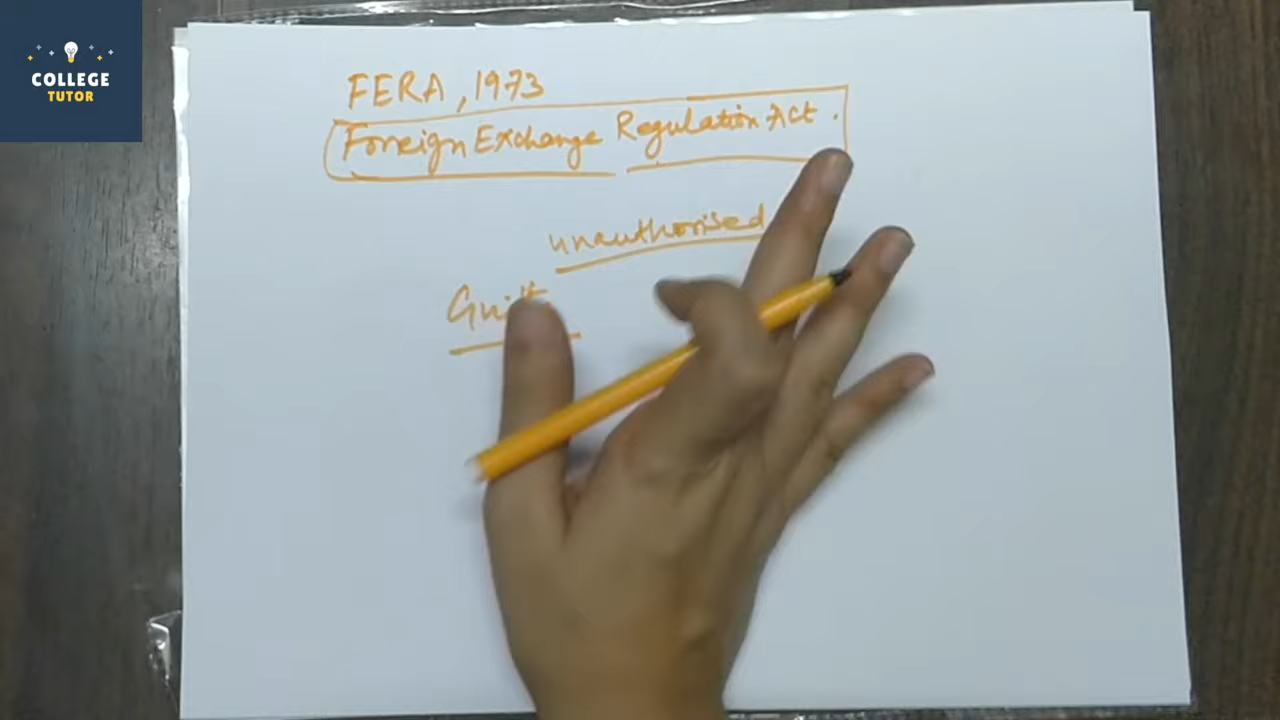 COLLEGE
TUTOR
FERA, 1973
Foreign Exchange Regulation Act.
unauthorised